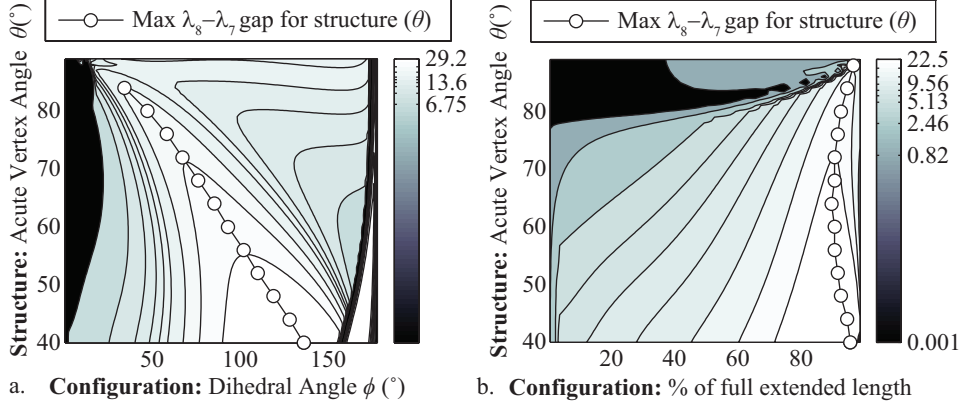 Max λ₈–λ₇ gap for structure (θ)
Max λ₈–λ₇ gap for structure (θ)
Structure: Acute Vertex Angle θ(°)
80
70
60
50
40
50 100 150
29.2
13.6
6.75
a. Configuration: Dihedral Angle ϕ (°)
Structure: Acute Vertex Angle θ(°)
80
70
60
50
40
20 40 60 80
22.5
9.56
5.13
2.46
0.82
0.001
b. Configuration: % of full extended length